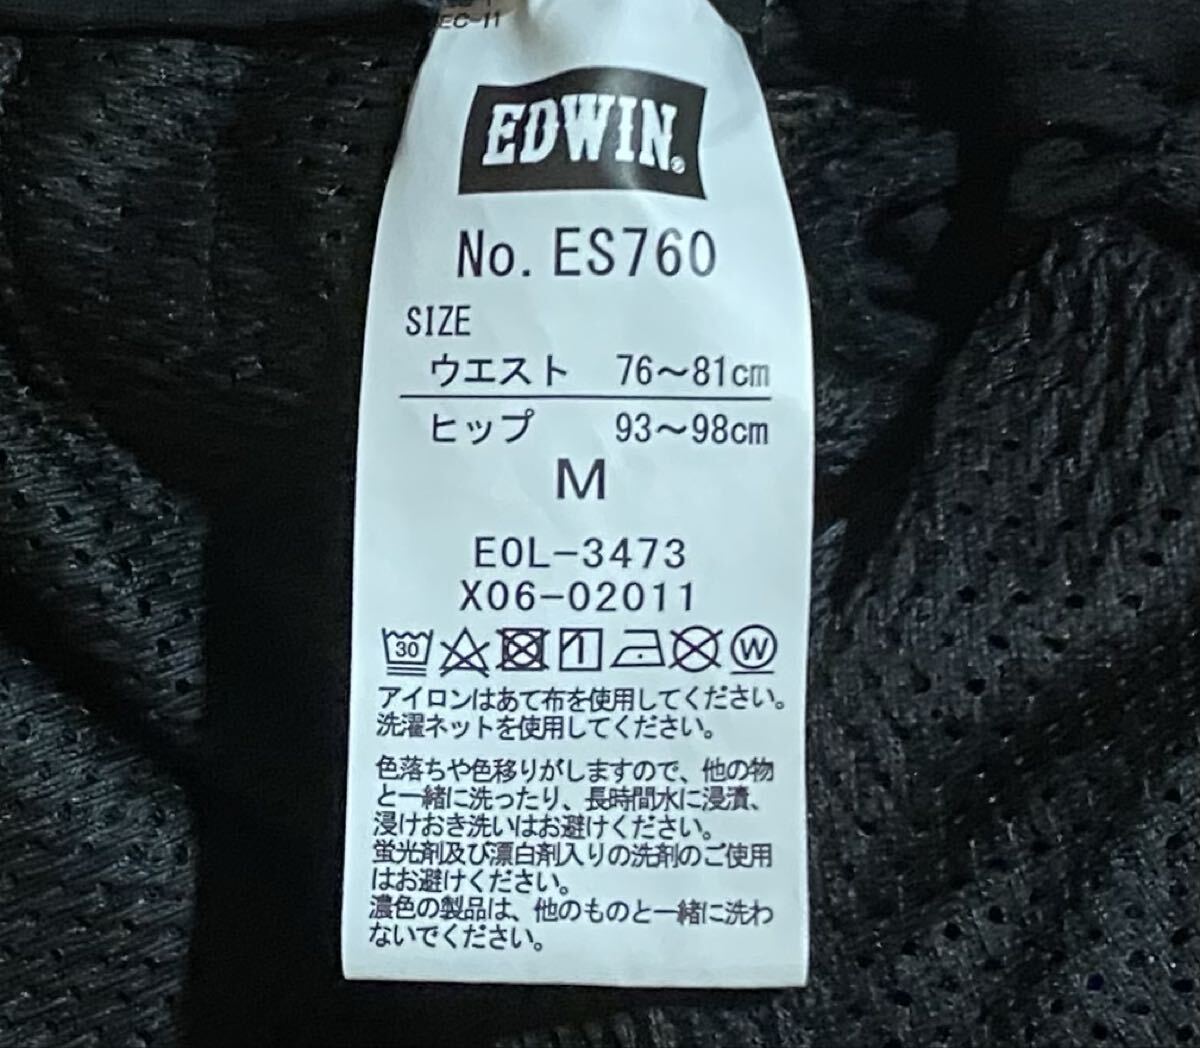 EC-11
EDWIN®
No. ES760
SIZE
ウエスト 76～81cm
ヒップ 93～98cm
M
EOL-3473
X06-02011
30 1 W
アイロンはあて布を使用してください。
洗濯ネットを使用してください。
色落ちや色移りがしますので、他の物
と一緒に洗ったり、長時間水に浸漬、
浸けおき洗いはお避けください。
蛍光剤及び漂白剤入りの洗剤のご使用
はお避けください。
濃色の製品は、他のものと一緒に洗わ
ないでください。